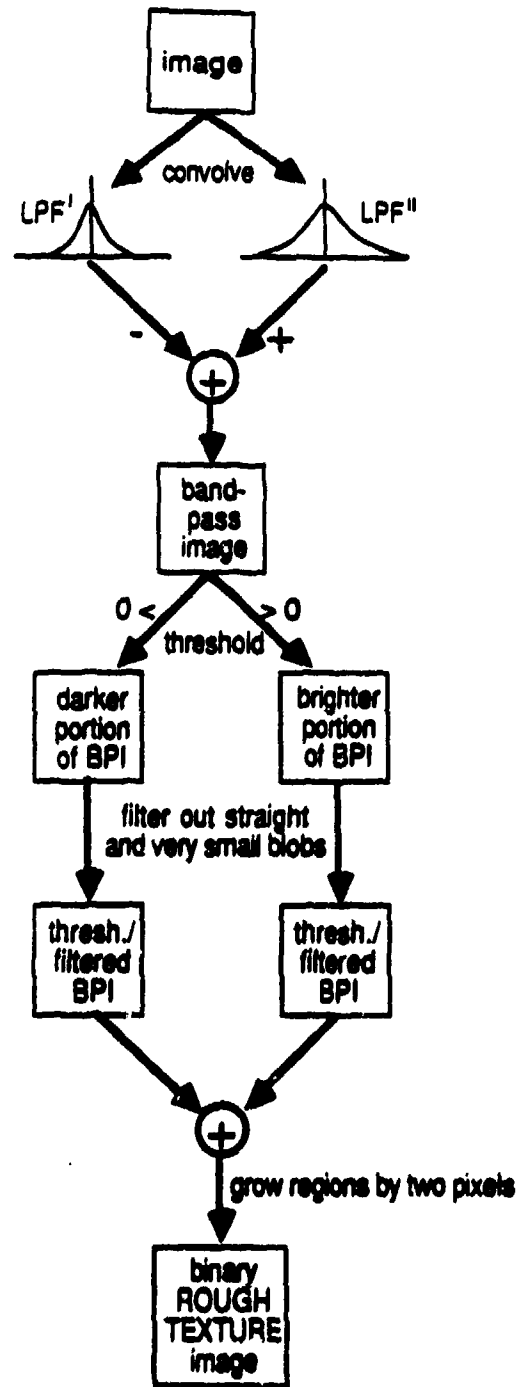 image
convolve
LPF'
LPF"
-
+
+
band-
pass
image
0 <
> 0
threshold
darker
portion
of BPI
brighter
portion
of BPI
filter out straight
and very small blobs
thresh./
filtered
BPI
thresh./
filtered
BPI
+
grow regions by two pixels
binary
ROUGH
TEXTURE
image